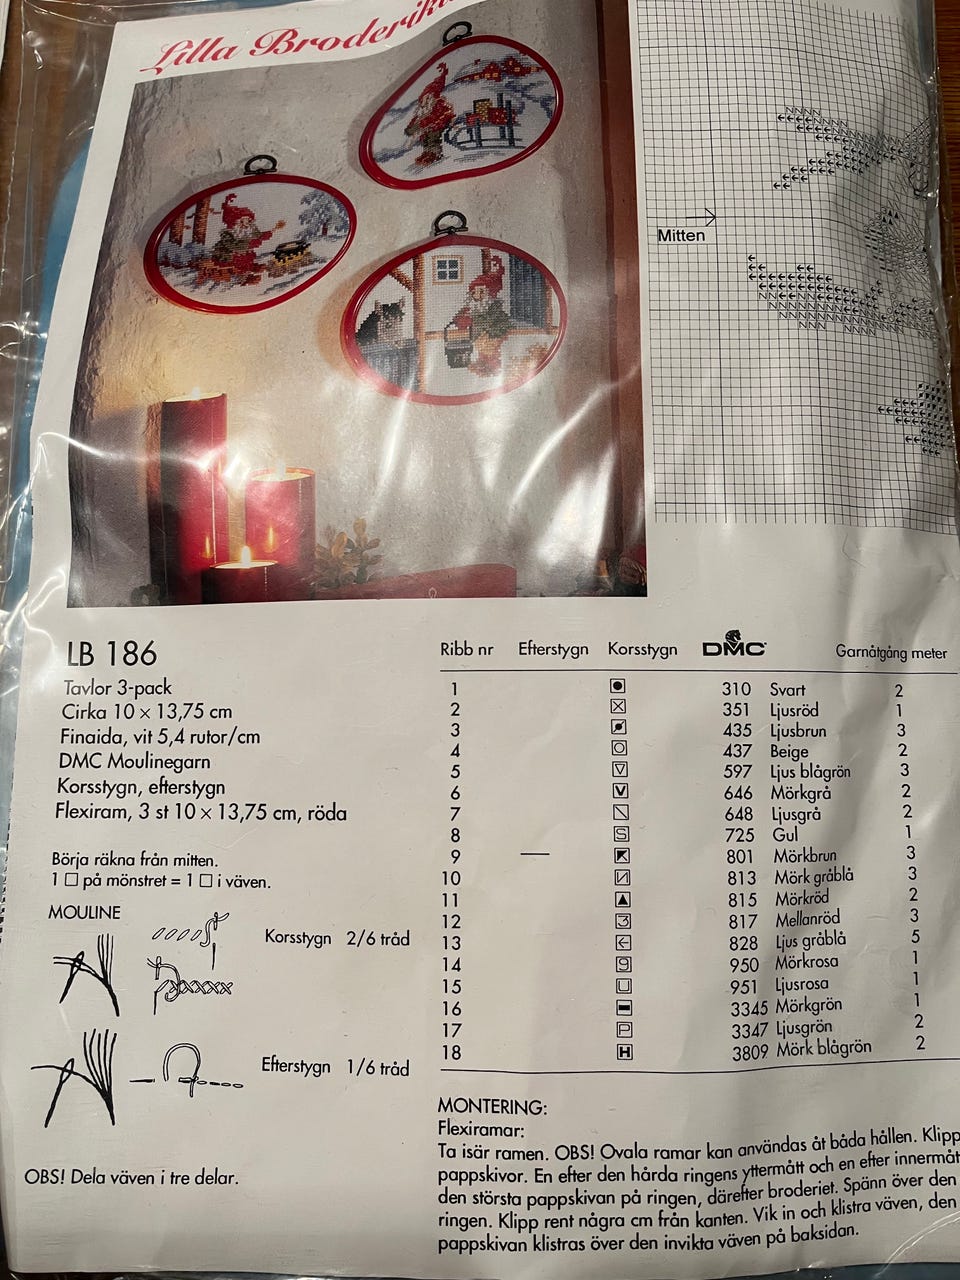 Lilla
Mitten
LB 186
Tavlor 3-pack
Cirka 10 × 13,75 cm
Finaida, vit 5,4 rutor/cm
DMC Moulinegarn
Korsstygn, efterstygn
Flexiram, 3 st 10 × 13,75 cm, röda
Börja räkna från mitten.
1 □ på mönstret = 1 □ i väven.
MOULINE
Korsstygn 2/6 tråd
Efterstygn 1/6 tråd
OBS! Dela väven i tre delar.
Ribb nr Efterstygn Korsstygn DMC Garnåtgång meter
1 310 Svart 2
2 351 Ljusröd 1
3 435 Ljusbrun 3
4 437 Beige 2
5 597 Ljus blågrön 3
6 V 646 Mörkgrå 2
7 648 Ljusgrå 2
8 S 725 Gul 1
9 — 801 Mörkbrun 3
10 813 Mörk gråblå 3
11 ▲ 815 Mörkröd 2
12 3 817 Mellanröd 3
13 ← 828 Ljus gråblå 5
14 9 950 Mörkrosa 1
15 U 951 Ljusrosa 1
16 3345 Mörkgrön 1
17 P 3347 Ljusgrön 2
18 H 3809 Mörk blågrön 2
MONTERING:
Flexiramar:
Ta isär ramen. OBS! Ovala ramar kan användas åt båda hållen. Klipp
pappskivor. En efter den hårda ringens yttermått och en efter innermåt
den största pappskivan på ringen, därefter broderiet. Spänn över den
ringen. Klipp rent några cm från kanten. Vik in och klistra väven, den
pappskivan klistras över den invikta väven på baksidan.